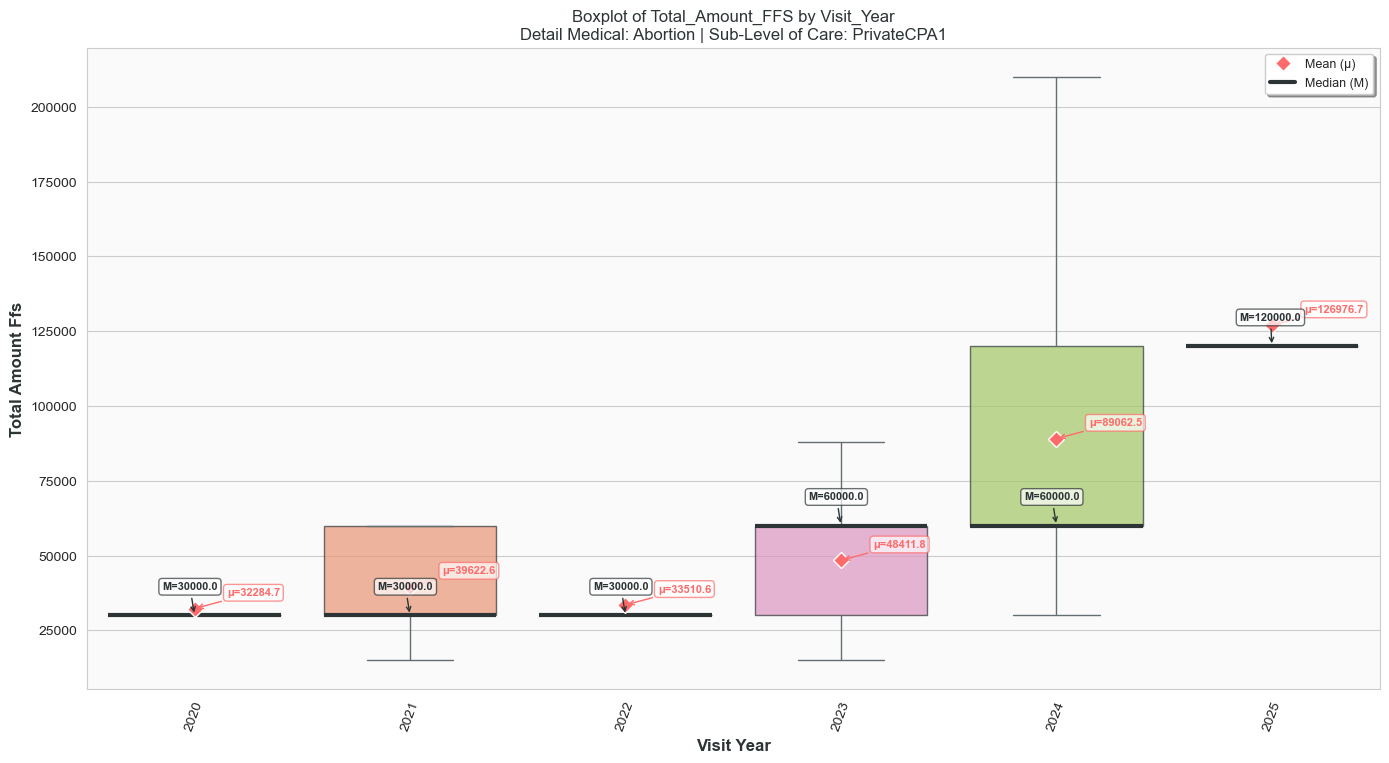 Boxplot of Total_Amount_FFS by Visit_Year
Detail Medical: Abortion | Sub-Level of Care: PrivateCPA1
Mean (μ)
Median (M)
Total Amount Ffs
200000
175000
150000
125000
100000
75000
50000
25000
M=30000.0
μ=32284.7
M=30000.0
μ=39622.6
M=30000.0
μ=33510.6
M=60000.0
μ=48411.8
M=60000.0
μ=89062.5
M=120000.0
μ=126976.7
2020
2021
2022
2023
2024
2025
Visit Year